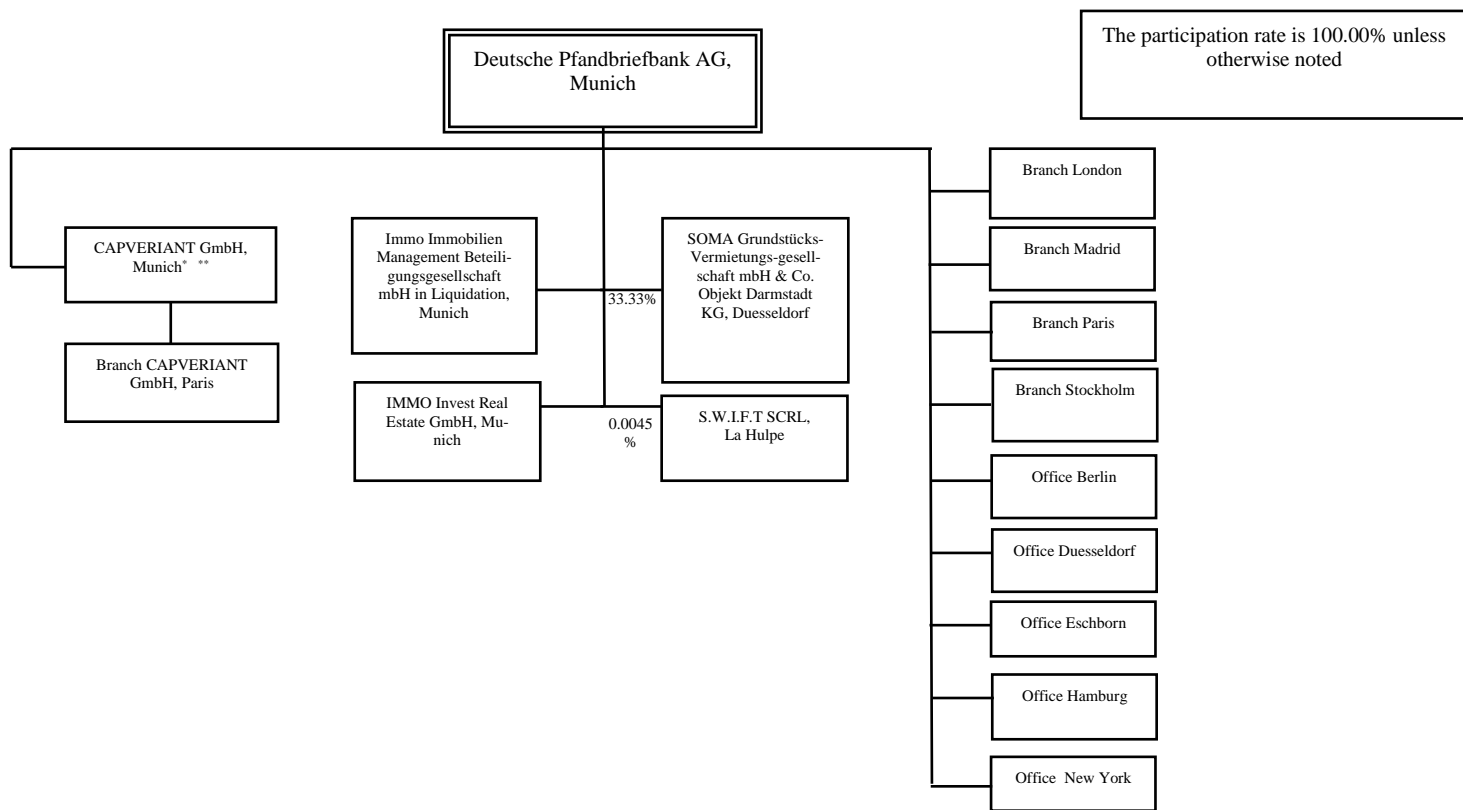 Deutsche Pfandbriefbank AG,
Munich
The participation rate is 100.00% unless
otherwise noted
CAPVERIANT GmbH,
Munich* **
Branch CAPVERIANT
GmbH, Paris
Immo Immobilien
Management Beteili-
gungsgesellschaft
mbH in Liquidation,
Munich
33.33%
SOMA Grundstücks-
Vermietungs-gesell-
schaft mbH & Co.
Objekt Darmstadt
KG, Duesseldorf
IMMO Invest Real
Estate GmbH, Mu-
nich
0.0045
%
S.W.I.F.T SCRL,
La Hulpe
Branch London
Branch Madrid
Branch Paris
Branch Stockholm
Office Berlin
Office Duesseldorf
Office Eschborn
Office Hamburg
Office New York